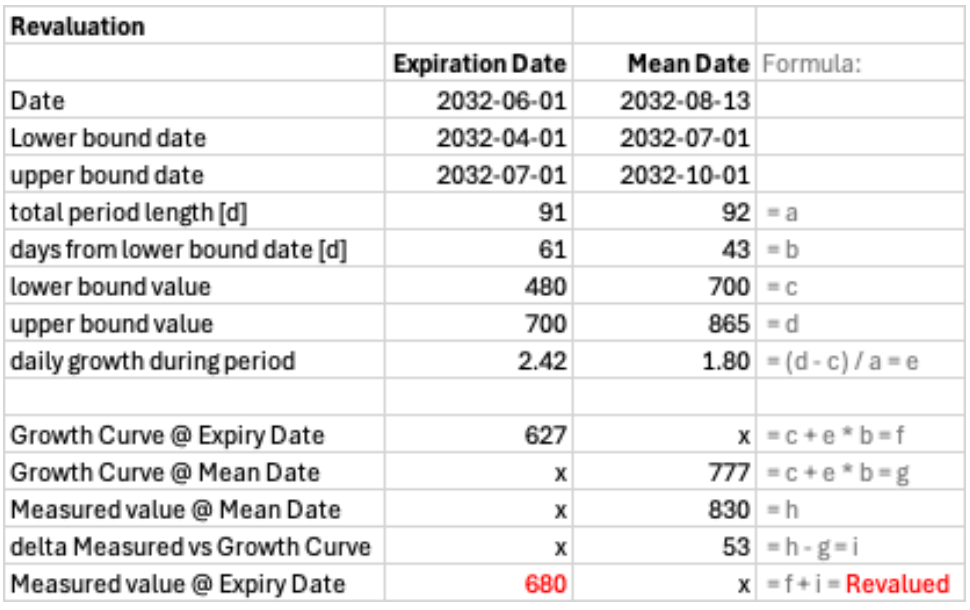 Revaluation
Expiration Date Mean Date Formula:
Date 2032-06-01 2032-08-13
Lower bound date 2032-04-01 2032-07-01
upper bound date 2032-07-01 2032-10-01
total period length [d] 91 92 = a
days from lower bound date [d] 61 43 = b
lower bound value 480 700 = c
upper bound value 700 865 = d
daily growth during period 2.42 1.80 = (d - c) / a = e
Growth Curve @ Expiry Date 627 x = c + e * b = f
Growth Curve @ Mean Date x 777 = c + e * b = g
Measured value @ Mean Date x 830 = h
delta Measured vs Growth Curve x 53 = h - g = i
Measured value @ Expiry Date 680 x = f + i = Revalued